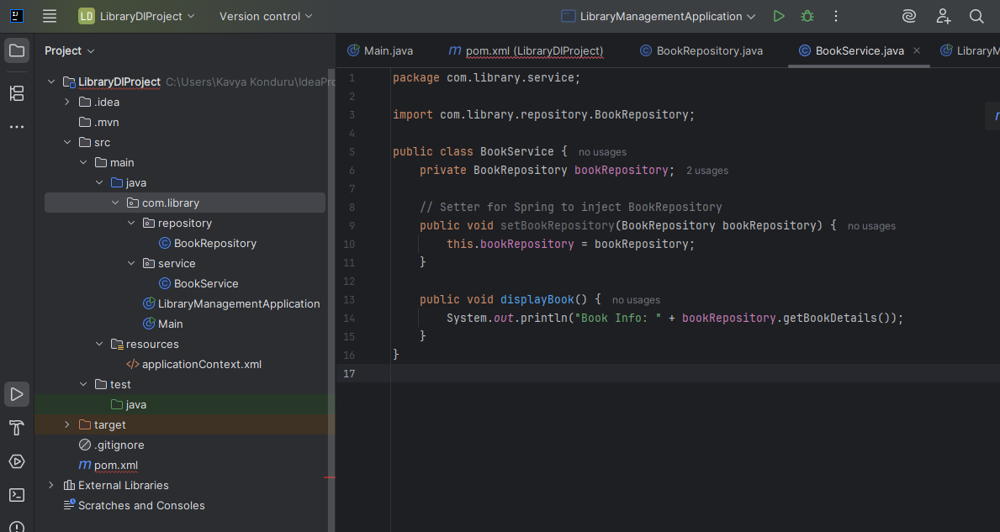 LD LibraryDIProject Version control LibraryManagementApplication
Project
Main.java pom.xml (LibraryDIProject) BookRepository.java BookService.java LibraryM
LibraryDIProject C:\Users\Kavya Konduru\IdeaPro
.idea
.mvn
src
main
java
com.library
repository
BookRepository
service
BookService
LibraryManagementApplication
Main
resources
applicationContext.xml
test
java
target
.gitignore
pom.xml
External Libraries
Scratches and Consoles
1 package com.library.service;
2
3 import com.library.repository.BookRepository;
4
5 public class BookService { no usages
6 private BookRepository bookRepository; 2 usages
7
8 // Setter for Spring to inject BookRepository
9 public void setBookRepository(BookRepository bookRepository) { no usages
10 this.bookRepository = bookRepository;
11 }
12
13 public void displayBook() { no usages
14 System.out.println("Book Info: " + bookRepository.getBookDetails());
15 }
16 }
17